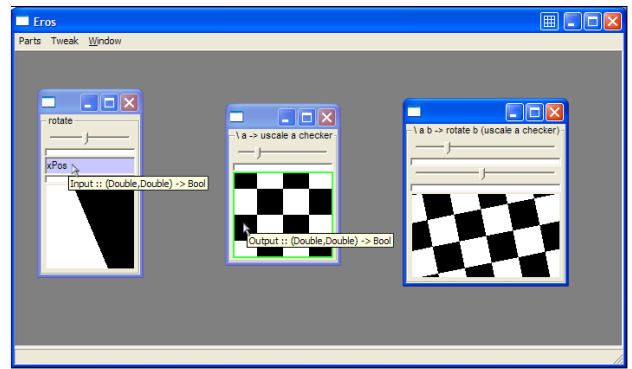 Eros
Parts Tweak Window
rotate
xPos
Input :: (Double,Double) -> Bool
\ a -> uscale a checker
Output :: (Double,Double) -> Bool
\ a b -> rotate b (uscale a checker)